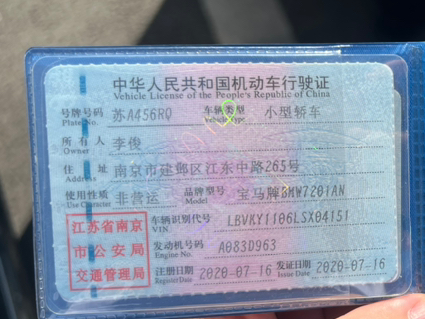 中华人民共和国机动车行驶证
Vehicle License of the People's Republic of China
号牌号码 苏A456RQ 车辆类型 小型轿车
Plate No. Vehicle Type
所有人 李俊
Owner
住址 南京市建邺区江东中路265号
Address
使用性质 非营运 品牌型号 宝马牌BMW7201AN
Use Character Model
江苏省南京
市公安局
交通管理局
车辆识别代号 LBVKY1106LSX04151
VIN
发动机号码 A083D963
Engine No.
注册日期 2020-07-16 发证日期 2020-07-16
Register Date Issue Date